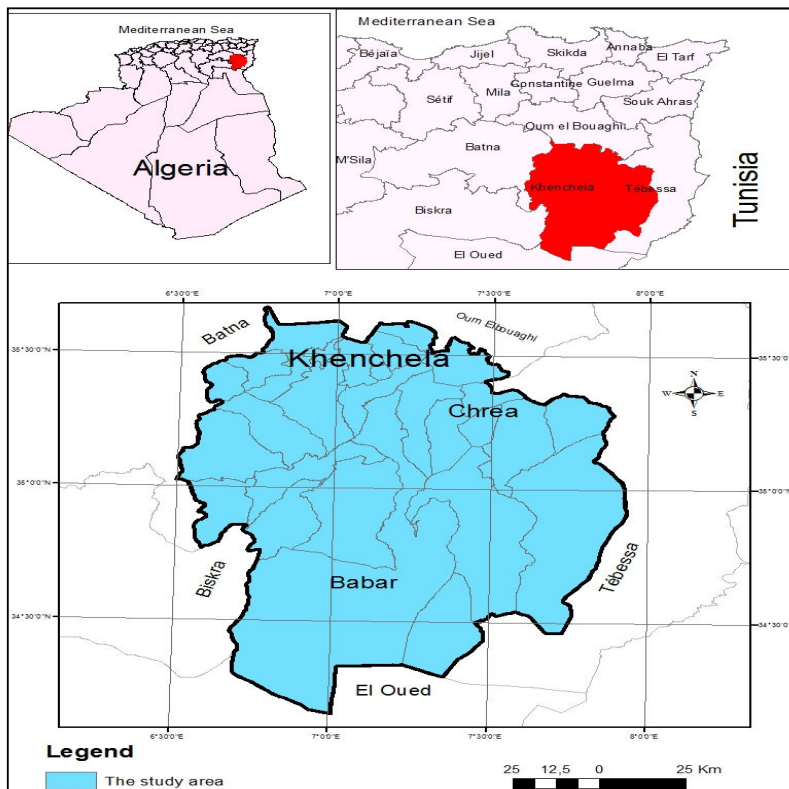 Mediterranean Sea
Algeria
Mediterranean Sea
Béjaïa
Jijel
Skikda
Annaba
El Tarf
Sétif
Mila
Constantine
Guelma
Souk Ahras
Oum el Bouaghi
M'Sila
Batna
Khenchela
Tébessa
Biskra
El Oued
Tunisia
6°30'0"E
7°0'0"E
7°30'0"E
8°0'0"E
Batna
Oum Elbouaghi
35°30'0"N
35°30'0"N
Khenchela
N
W
E
S
Chrea
35°0'0"N
35°0'0"N
Biskra
Babar
Tébessa
34°30'0"N
34°30'0"N
El Oued
6°30'0"E
7°0'0"E
7°30'0"E
8°0'0"E
Legend
The study area
25 12,5 0 25 Km